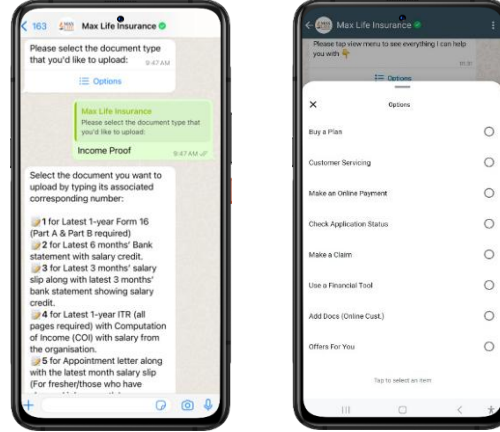 163
Max Life Insurance
Please select the document type
that you'd like to upload:
9:47 AM
Options
Max Life Insurance
Please select the document type that
you'd like to upload:
Income Proof
9:47 AM
Select the document you want to
upload by typing its associated
corresponding number:
1 for Latest 1-year Form 16
(Part A & Part B required)
2 for Latest 6 months' Bank
statement with salary credit.
3 for Latest 3 months' salary
slip along with latest 3 months'
bank statement showing salary
credit.
4 for Latest 1-year ITR (all
pages required) with Computation
of Income (COI) with salary from
the organisation.
5 for Appointment letter along
with the latest month salary slip
(For fresher/those who have
Max Life Insurance
Please tap view menu to see everything I can help
you with
Options
Options
Buy a Plan
Customer Servicing
Make an Online Payment
Check Application Status
Make a Claim
Use a Financial Tool
Add Docs (Online Cust.)
Offers For You
Tap to select an item